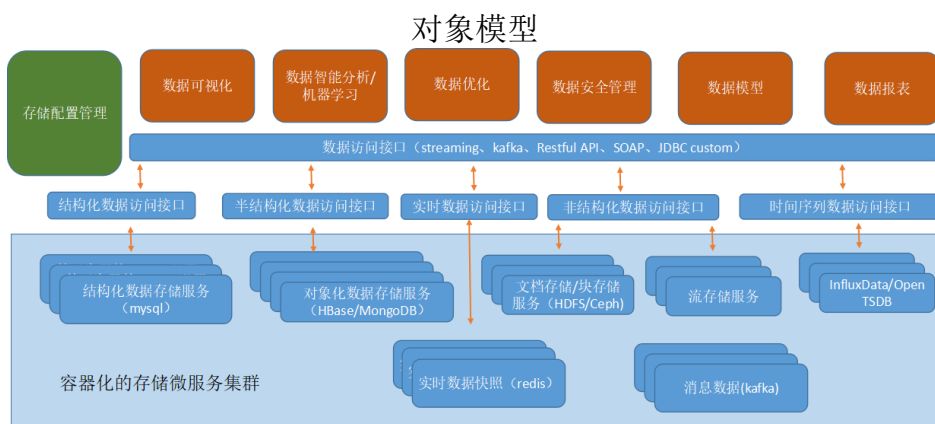 对象模型
存储配置管理
数据可视化
数据智能分析/
机器学习
数据优化
数据安全管理
数据模型
数据报表
数据访问接口（streaming、kafka、Restful API、SOAP、JDBC custom）
结构化数据访问接口
半结构化数据访问接口
实时数据访问接口
非结构化数据访问接口
时间序列数据访问接口
结构化数据存储服务
（mysql）
对象化数据存储服务
（HBase/MongoDB）
文档存储/块存储
服务（HDFS/Ceph)
流存储服务
InfluxData/Open
TSDB
容器化的存储微服务集群
实时数据快照（redis）
消息数据(kafka)